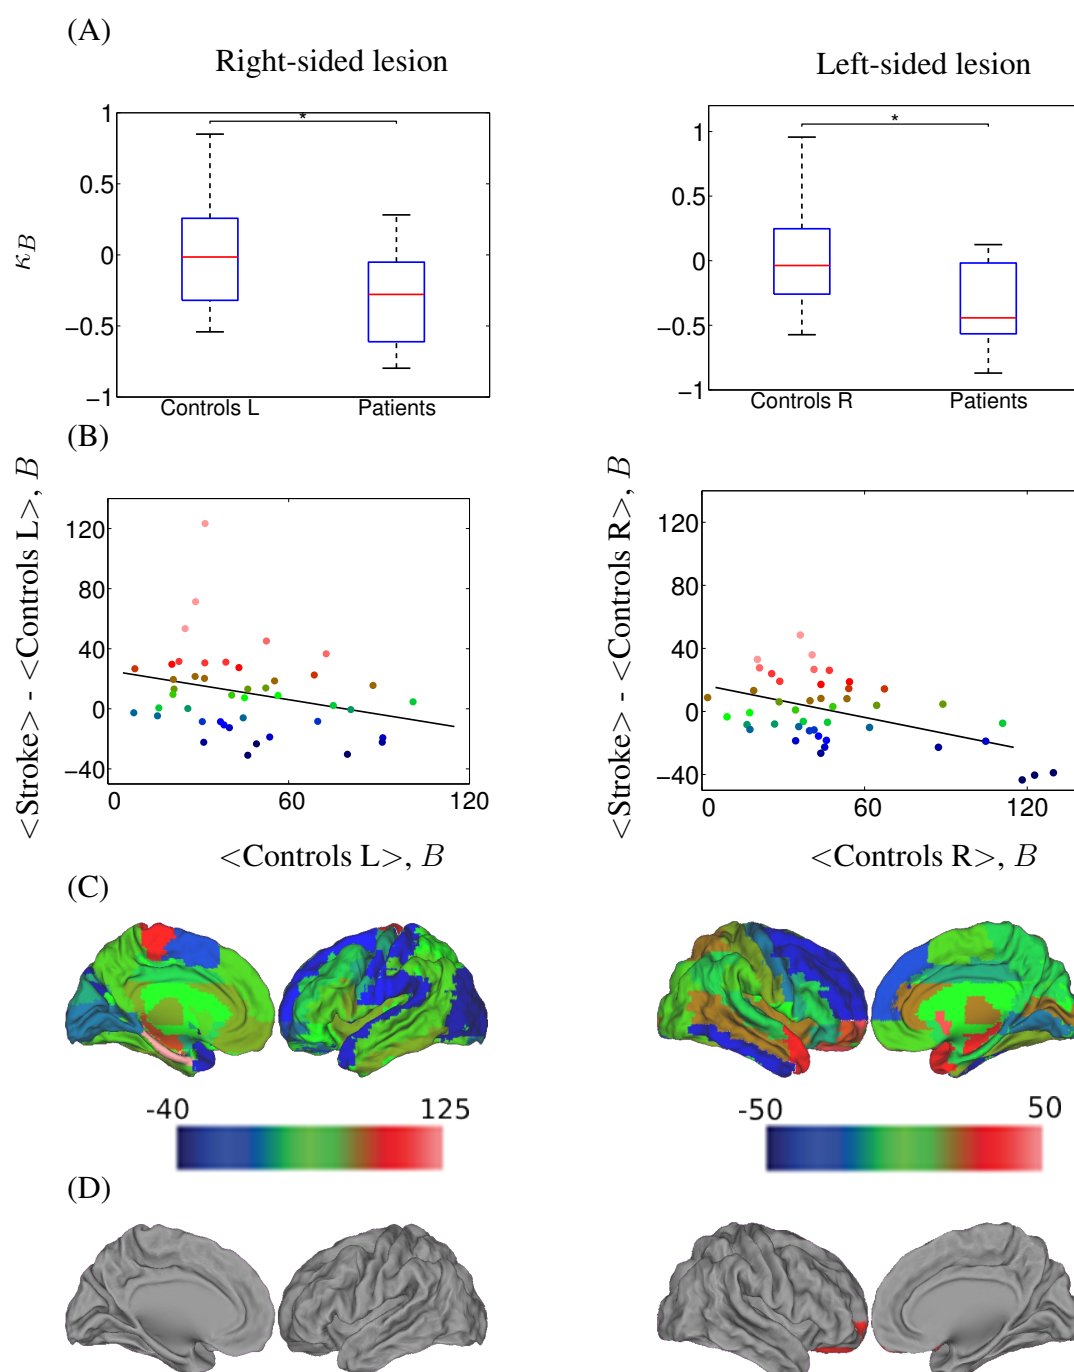 (A)
Right-sided lesion
Left-sided lesion
κB
1
0.5
0
−0.5
−1
*
Controls L
Patients
1
0.5
0
−0.5
−1
*
Controls R
Patients
(B)
<Stroke> - <Controls L>, B
120
80
40
0
−40
0
60
120
<Controls L>, B
<Stroke> - <Controls R>, B
120
80
40
0
−40
0
60
120
<Controls R>, B
(C)
-40
125
-50
50
(D)